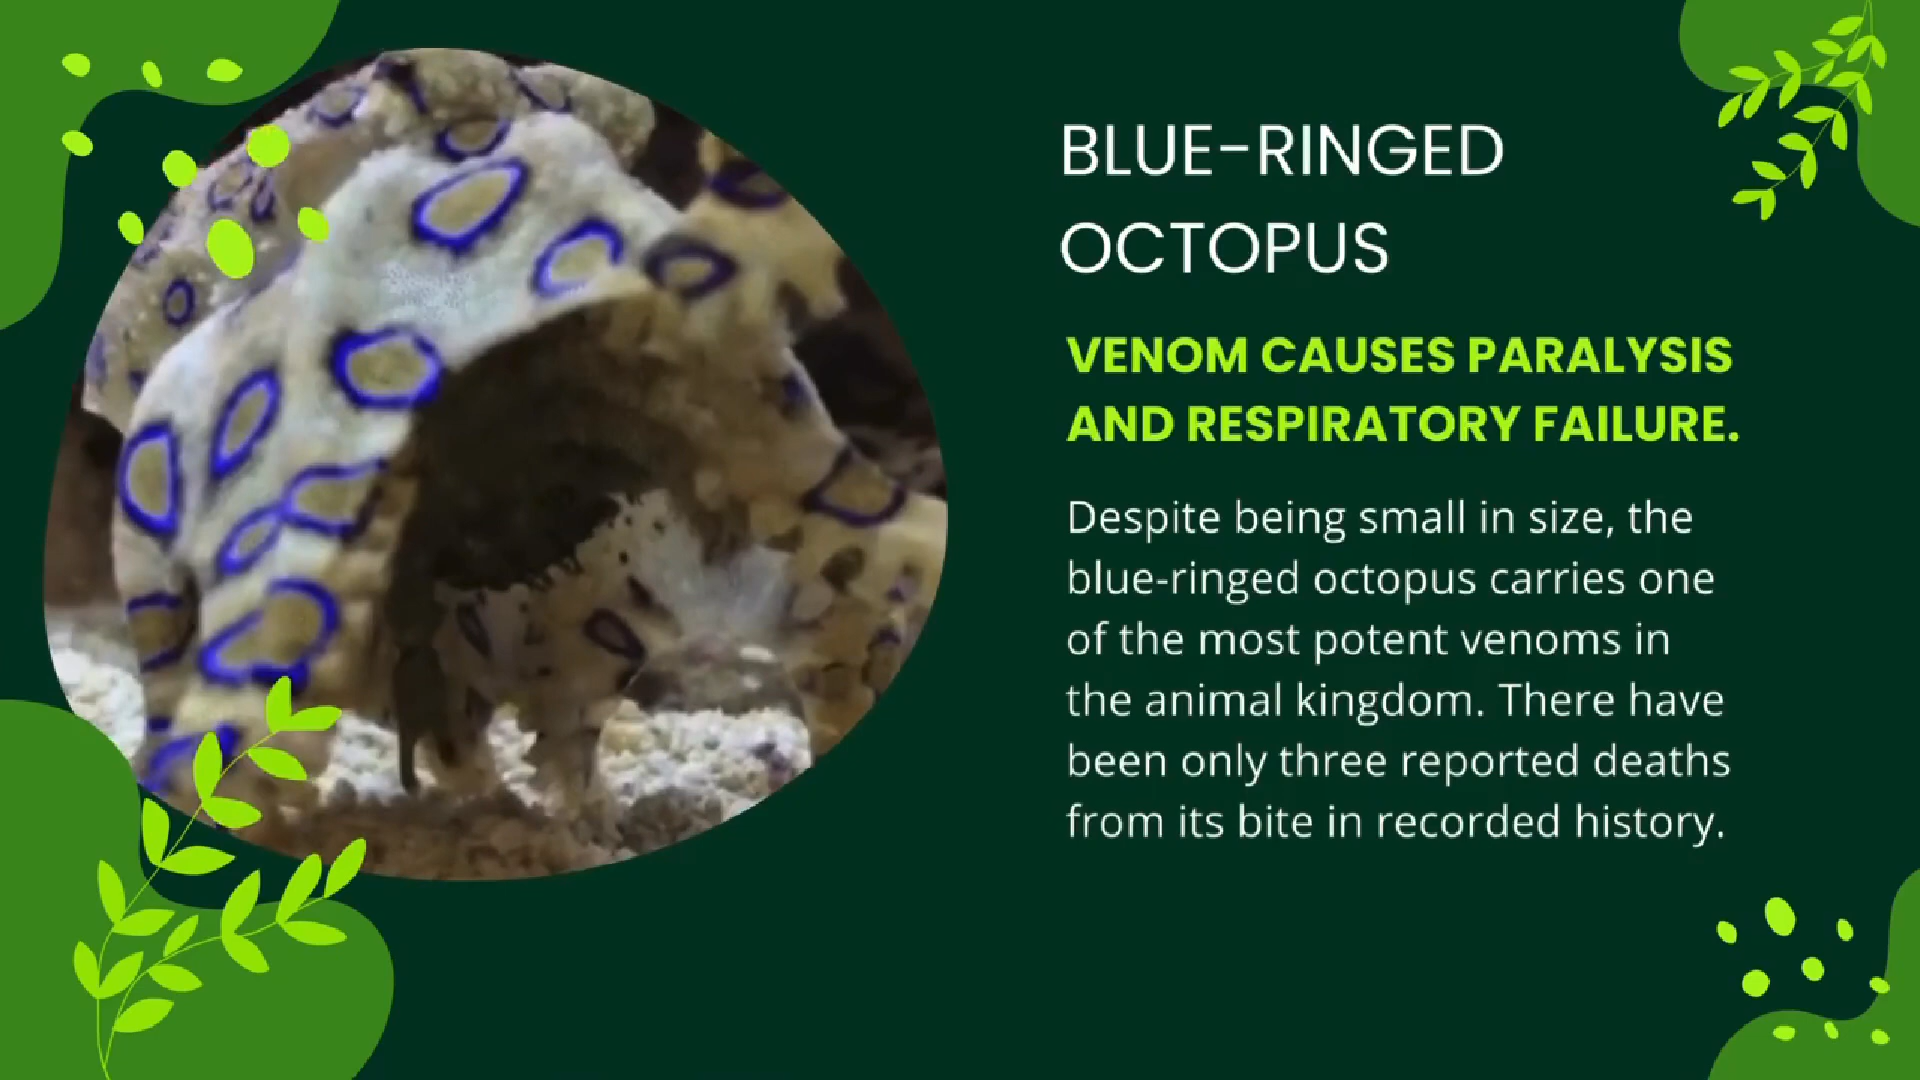 BLUE-RINGED
OCTOPUS
VENOM CAUSES PARALYSIS
AND RESPIRATORY FAILURE.
Despite being small in size, the
blue-ringed octopus carries one
of the most potent venoms in
the animal kingdom. There have
been only three reported deaths
from its bite in recorded history.